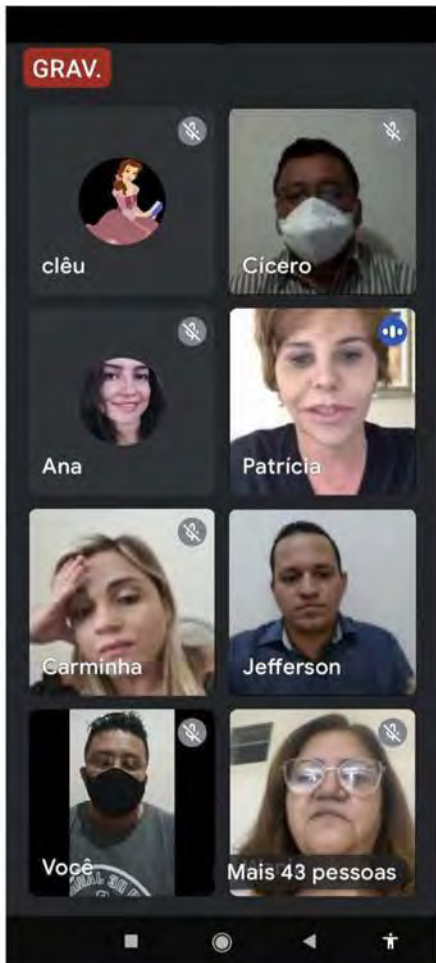 GRAV.
clêu
Cícero
Ana
Patrícia
Carminha
Jefferson
Você
Mais 43 pessoas